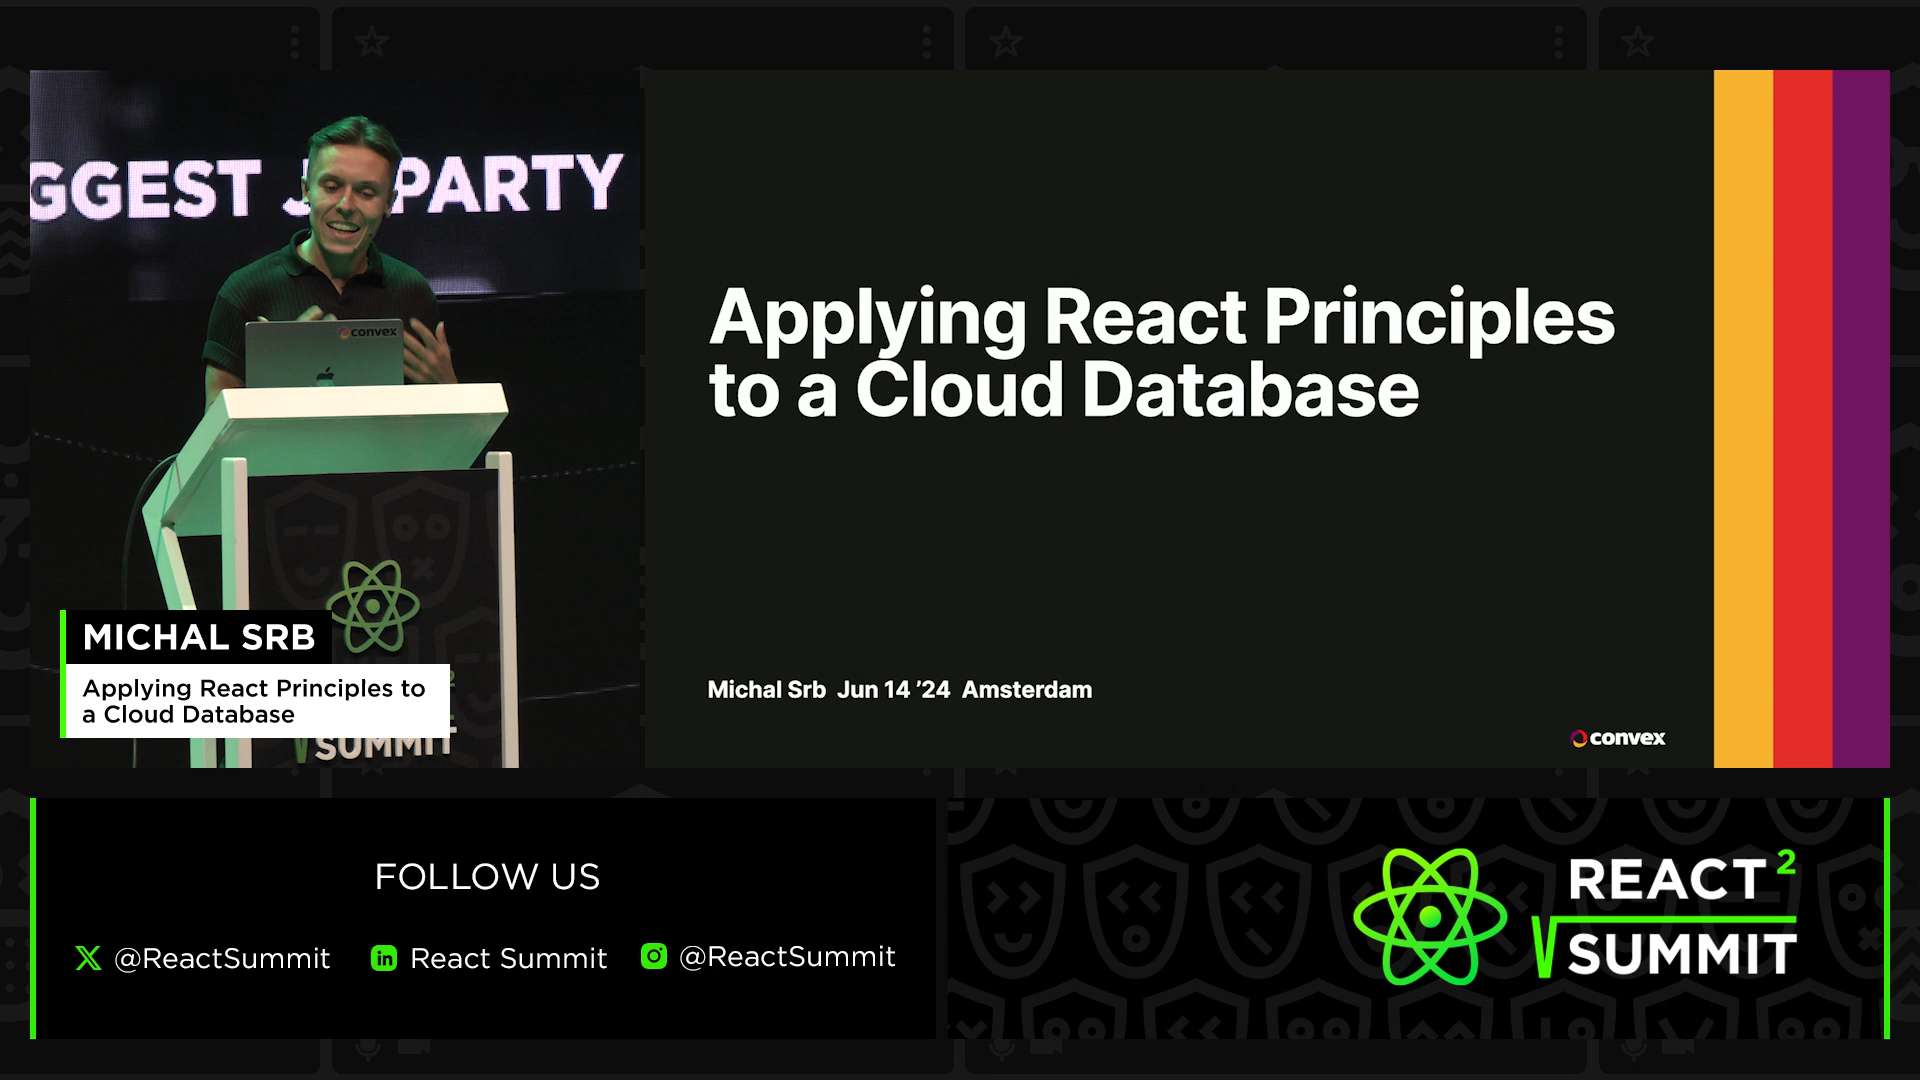 GGEST J PARTY
convex
MICHAL SRB
Applying React Principles to
a Cloud Database
SUMMIT
Applying React Principles
to a Cloud Database
Michal Srb Jun 14 ’24 Amsterdam
convex
FOLLOW US
@ReactSummit
React Summit
@ReactSummit
REACT 2
SUMMIT